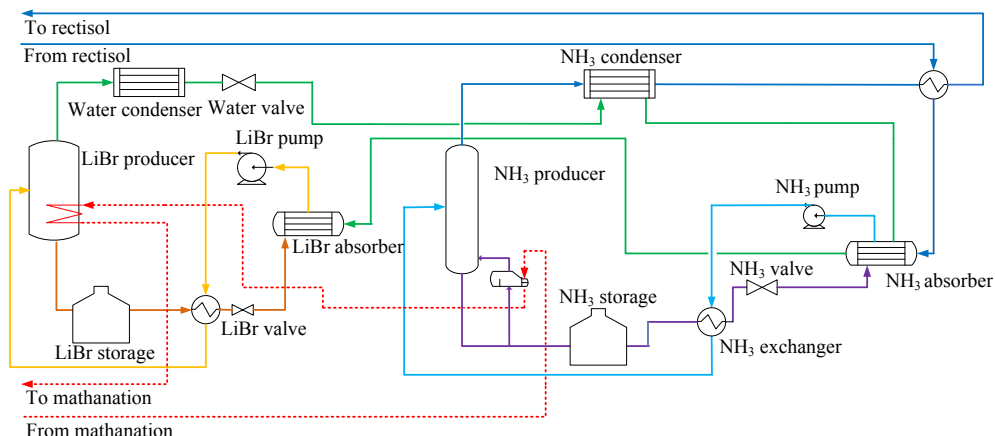 To rectisol
From rectisol
NH₃ condenser
Water condenser
Water valve
LiBr pump
LiBr producer
NH₃ producer
NH₃ pump
LiBr absorber
NH₃ valve
NH₃ absorber
NH₃ storage
LiBr valve
LiBr storage
NH₃ exchanger
To mathanation
From mathanation